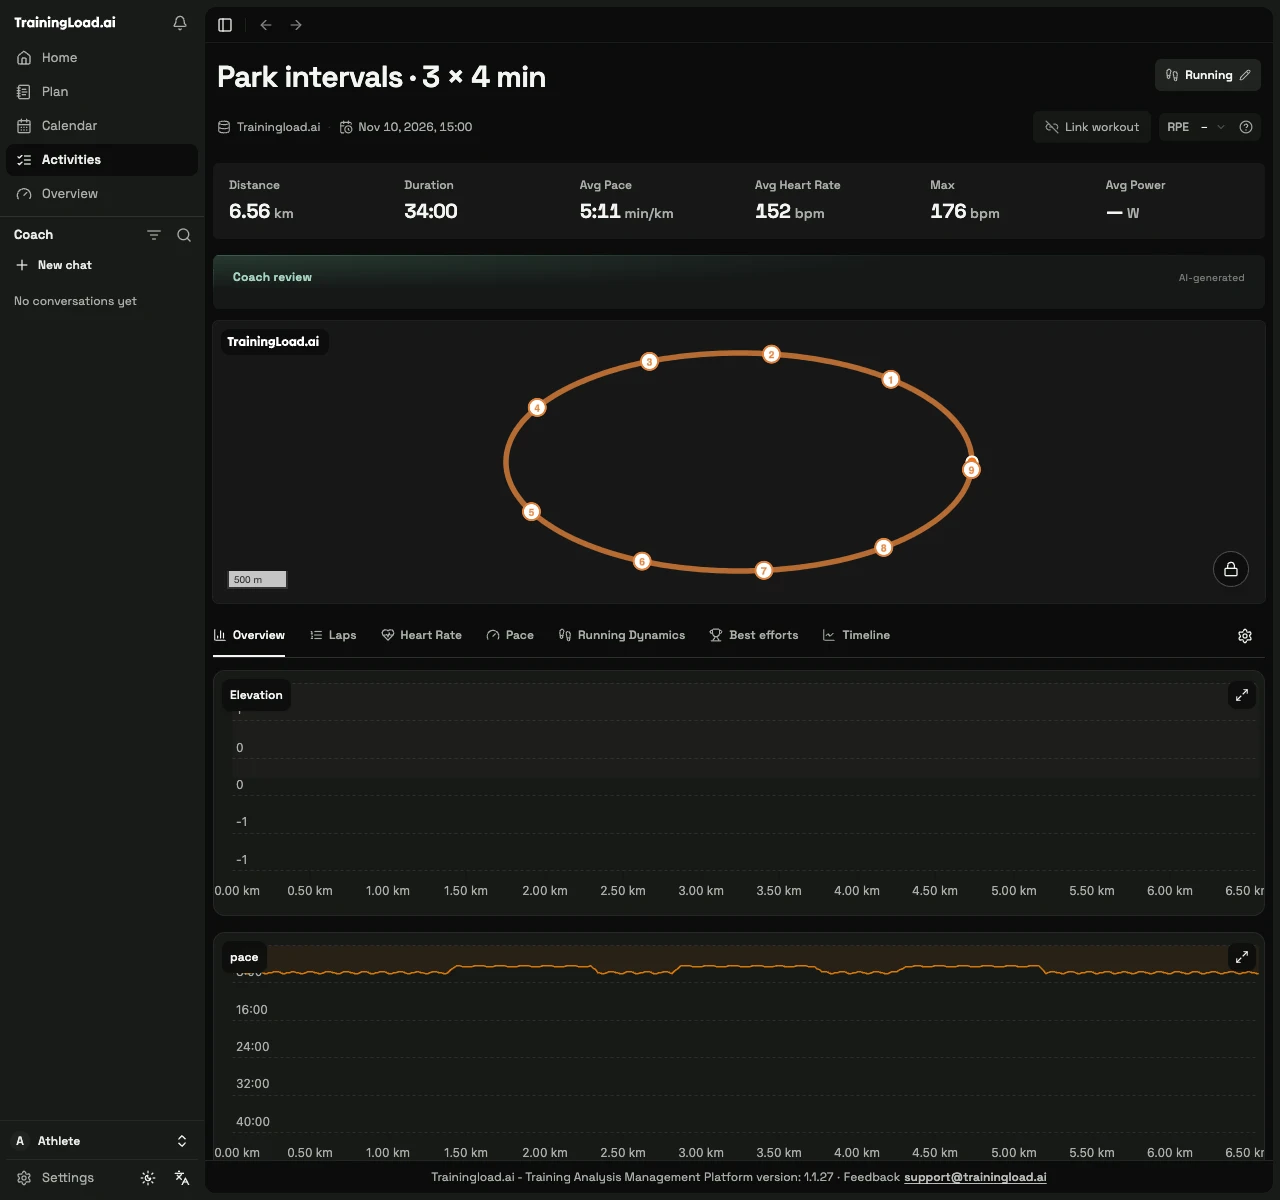 TrainingLoad.ai
Home
Plan
Calendar
Activities
Overview
Coach
New chat
No conversations yet
Park intervals · 3 × 4 min
Running
Trainingload.ai · Nov 10, 2026, 15:00
Link workout
RPE –
Distance
6.56 km
Duration
34:00
Avg Pace
5:11 min/km
Avg Heart Rate
152 bpm
Max
176 bpm
Avg Power
— W
Coach review
AI-generated
TrainingLoad.ai
3
2
1
4
9
5
6
7
8
500 m
Overview
Laps
Heart Rate
Pace
Running Dynamics
Best efforts
Timeline
Elevation
0
0
-1
-1
0.00 km 0.50 km 1.00 km 1.50 km 2.00 km 2.50 km 3.00 km 3.50 km 4.00 km 4.50 km 5.00 km 5.50 km 6.00 km 6.50 k
pace
16:00
24:00
32:00
40:00
0.00 km 0.50 km 1.00 km 1.50 km 2.00 km 2.50 km 3.00 km 3.50 km 4.00 km 4.50 km 5.00 km 5.50 km 6.00 km 6.50 k
A Athlete
Settings
Trainingload.ai - Training Analysis Management Platform version: 1.1.27 · Feedback support@trainingload.ai